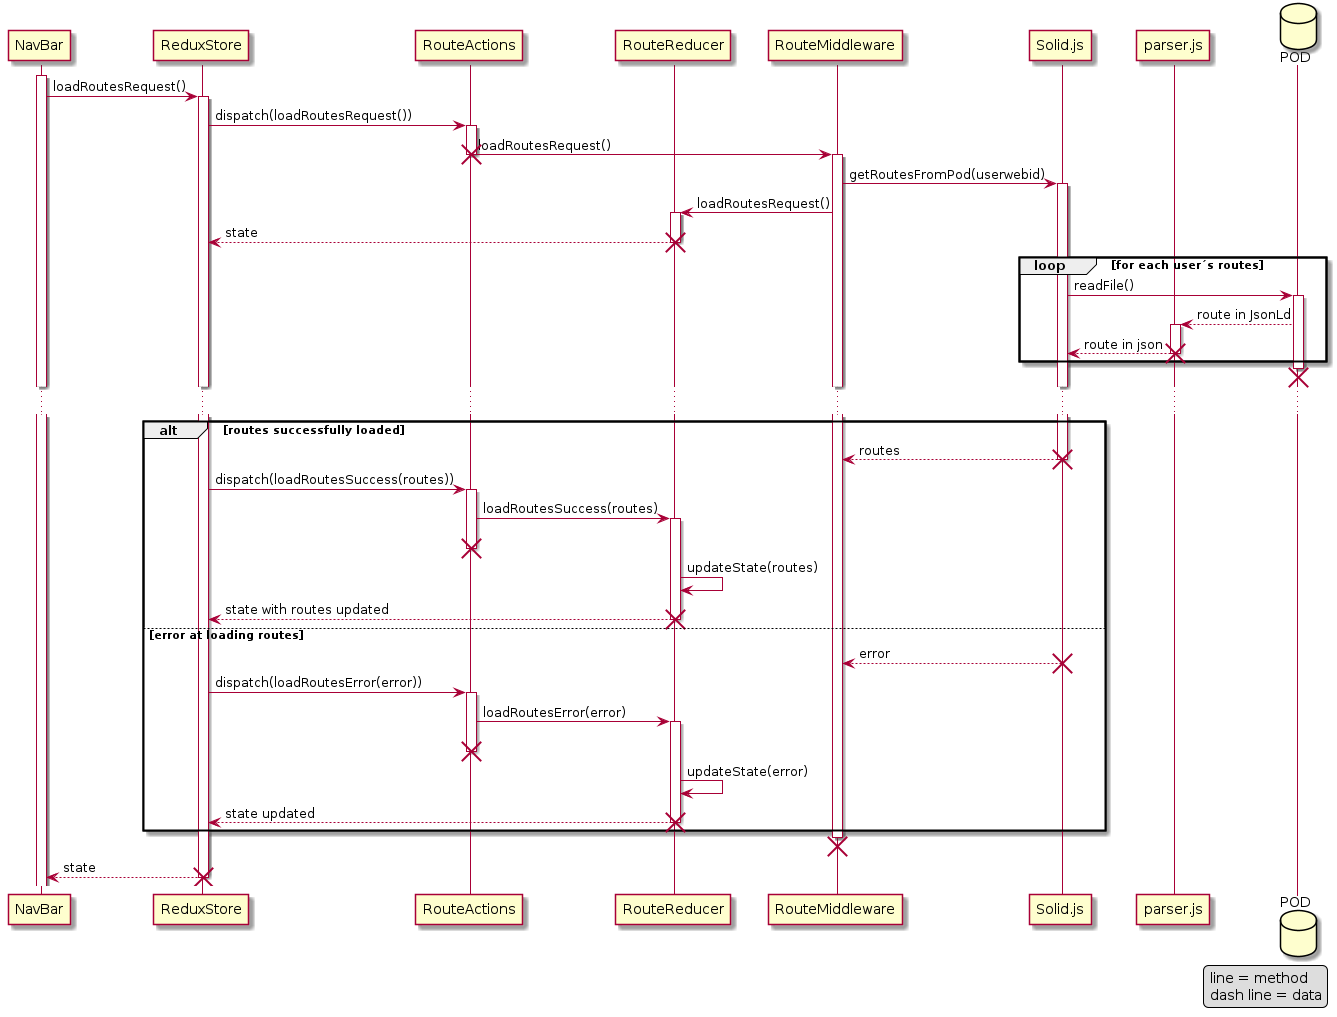 NavBar ReduxStore RouteActions RouteReducer RouteMiddleware Solid.js parser.js POD
loadRoutesRequest()
dispatch(loadRoutesRequest())
loadRoutesRequest()
getRoutesFromPod(userwebid)
loadRoutesRequest()
state
loop [for each user´s routes]
readFile()
route in JsonLd
route in json
alt [routes successfully loaded]
routes
dispatch(loadRoutesSuccess(routes))
loadRoutesSuccess(routes)
updateState(routes)
state with routes updated
[error at loading routes]
error
dispatch(loadRoutesError(error))
loadRoutesError(error)
updateState(error)
state updated
state
NavBar ReduxStore RouteActions RouteReducer RouteMiddleware Solid.js parser.js POD
line = method
dash line = data